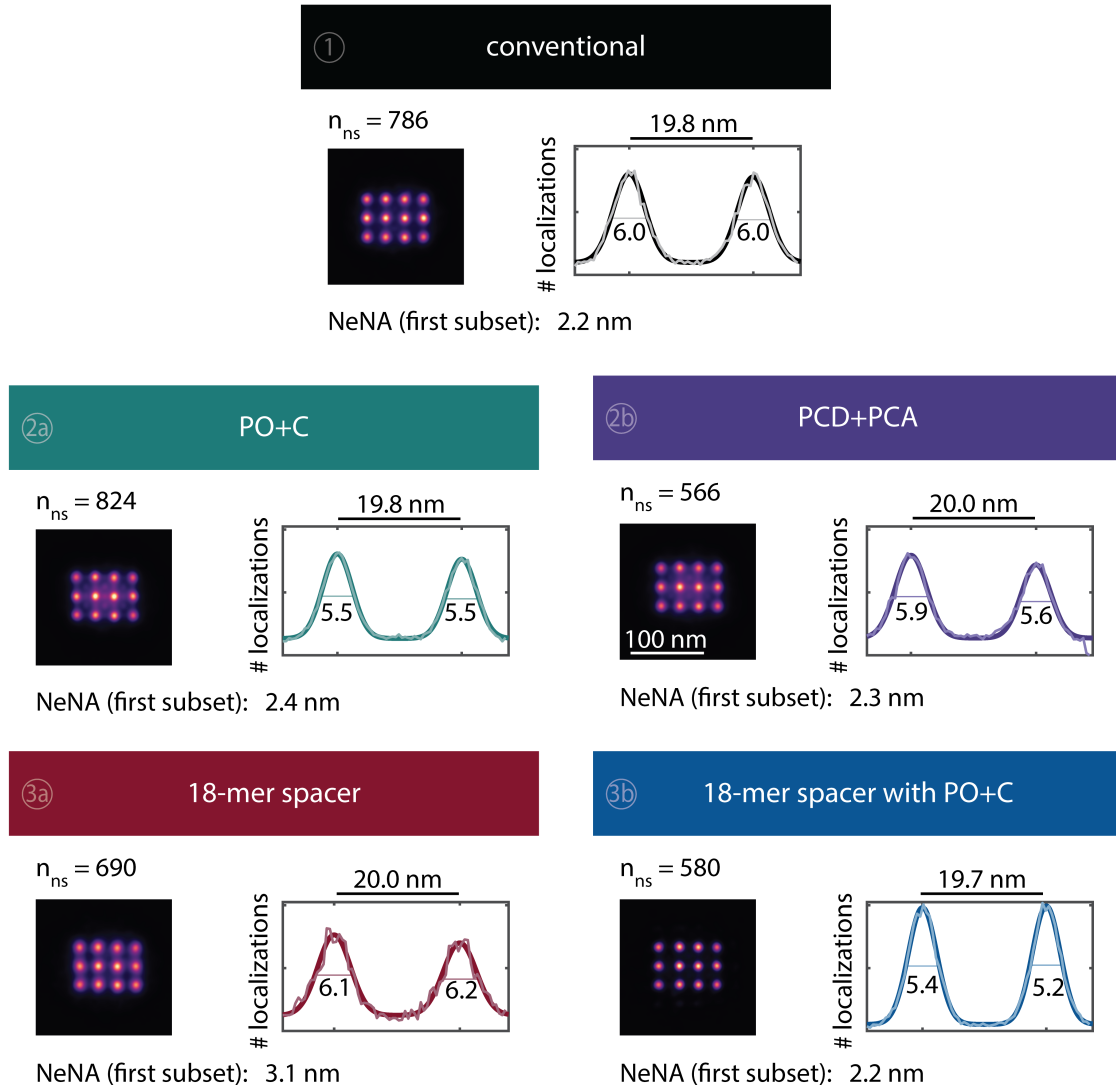 ① conventional
n_ns = 786
19.8 nm
# localizations
6.0 6.0
NeNA (first subset): 2.2 nm
2a PO+C
n_ns = 824
19.8 nm
# localizations
5.5 5.5
NeNA (first subset): 2.4 nm
2b PCD+PCA
n_ns = 566
100 nm
20.0 nm
# localizations
5.9 5.6
NeNA (first subset): 2.3 nm
3a 18-mer spacer
n_ns = 690
20.0 nm
# localizations
6.1 6.2
NeNA (first subset): 3.1 nm
3b 18-mer spacer with PO+C
n_ns = 580
19.7 nm
# localizations
5.4 5.2
NeNA (first subset): 2.2 nm